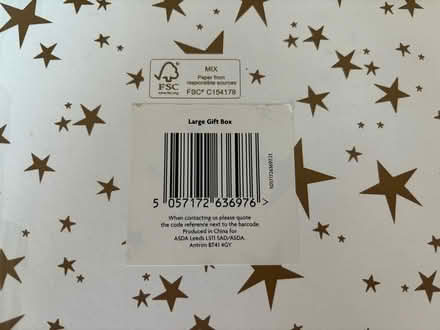 MIX
Paper from
responsible sources
FSC® C154178
FSC
Large Gift Box
5 057172 636976 >
When contacting us please quote
the code reference next to the barcode.
Produced in China for
ASDA Leeds LS11 5AD/ASDA,
Antrim BT41 4GY